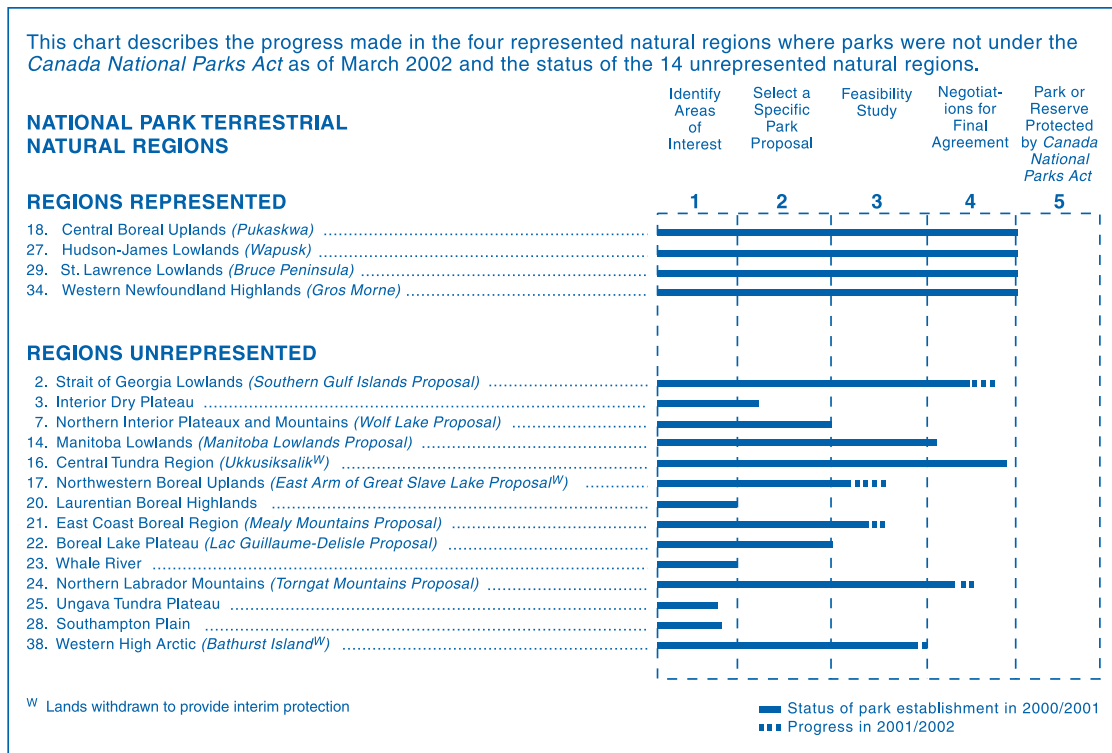 This chart describes the progress made in the four represented natural regions where parks were not under the
Canada National Parks Act as of March 2002 and the status of the 14 unrepresented natural regions.
NATIONAL PARK TERRESTRIAL
NATURAL REGIONS
Identify
Areas
of
Interest
Select a
Specific
Park
Proposal
Feasibility
Study
Negotiat-
ions for
Final
Agreement
Park or
Reserve
Protected
by Canada
National
Parks Act
REGIONS REPRESENTED
1 2 3 4 5
18. Central Boreal Uplands (Pukaskwa)
27. Hudson-James Lowlands (Wapusk)
29. St. Lawrence Lowlands (Bruce Peninsula)
34. Western Newfoundland Highlands (Gros Morne)
REGIONS UNREPRESENTED
2. Strait of Georgia Lowlands (Southern Gulf Islands Proposal)
3. Interior Dry Plateau
7. Northern Interior Plateaux and Mountains (Wolf Lake Proposal)
14. Manitoba Lowlands (Manitoba Lowlands Proposal)
16. Central Tundra Region (Ukkusiksalik^W)
17. Northwestern Boreal Uplands (East Arm of Great Slave Lake Proposal^W)
20. Laurentian Boreal Highlands
21. East Coast Boreal Region (Mealy Mountains Proposal)
22. Boreal Lake Plateau (Lac Guillaume-Delisle Proposal)
23. Whale River
24. Northern Labrador Mountains (Torngat Mountains Proposal)
25. Ungava Tundra Plateau
28. Southampton Plain
38. Western High Arctic (Bathurst Island^W)
^W Lands withdrawn to provide interim protection
Status of park establishment in 2000/2001
Progress in 2001/2002